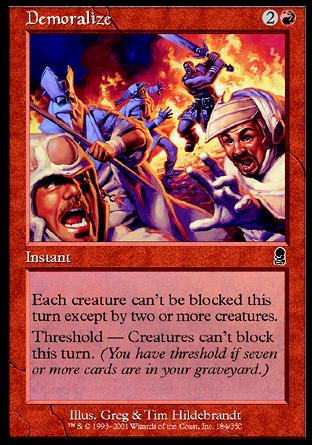 Demoralize 2
Instant
Each creature can't be blocked this
turn except by two or more creatures.
Threshold — Creatures can't block
this turn. (You have threshold if seven
or more cards are in your graveyard.)
Illus. Greg & Tim Hildebrandt
™ & © 1993–2001 Wizards of the Coast, Inc. 184/350